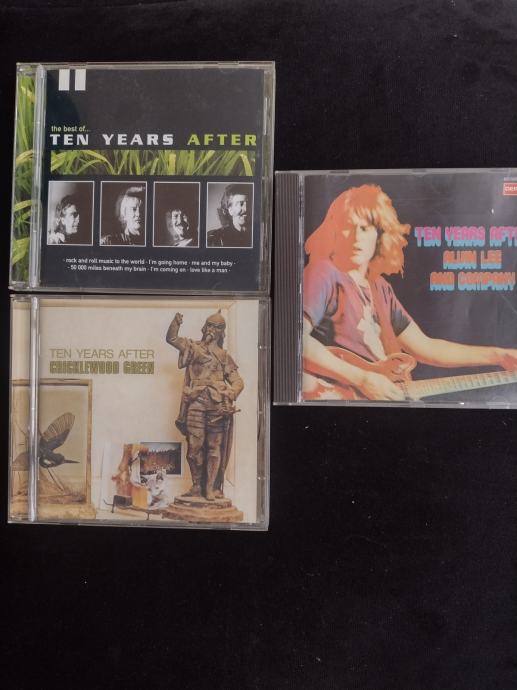 the best of...
TEN YEARS AFTER
· rock and roll music to the world · I'm going home · me and my baby ·
· 50 000 miles beneath my brain · I'm coming on · love like a man ·
TEN YEARS AFTER
CRICKLEWOOD GREEN
TEN YEARS AFTE
ALVIN LEE
AND COMPANY